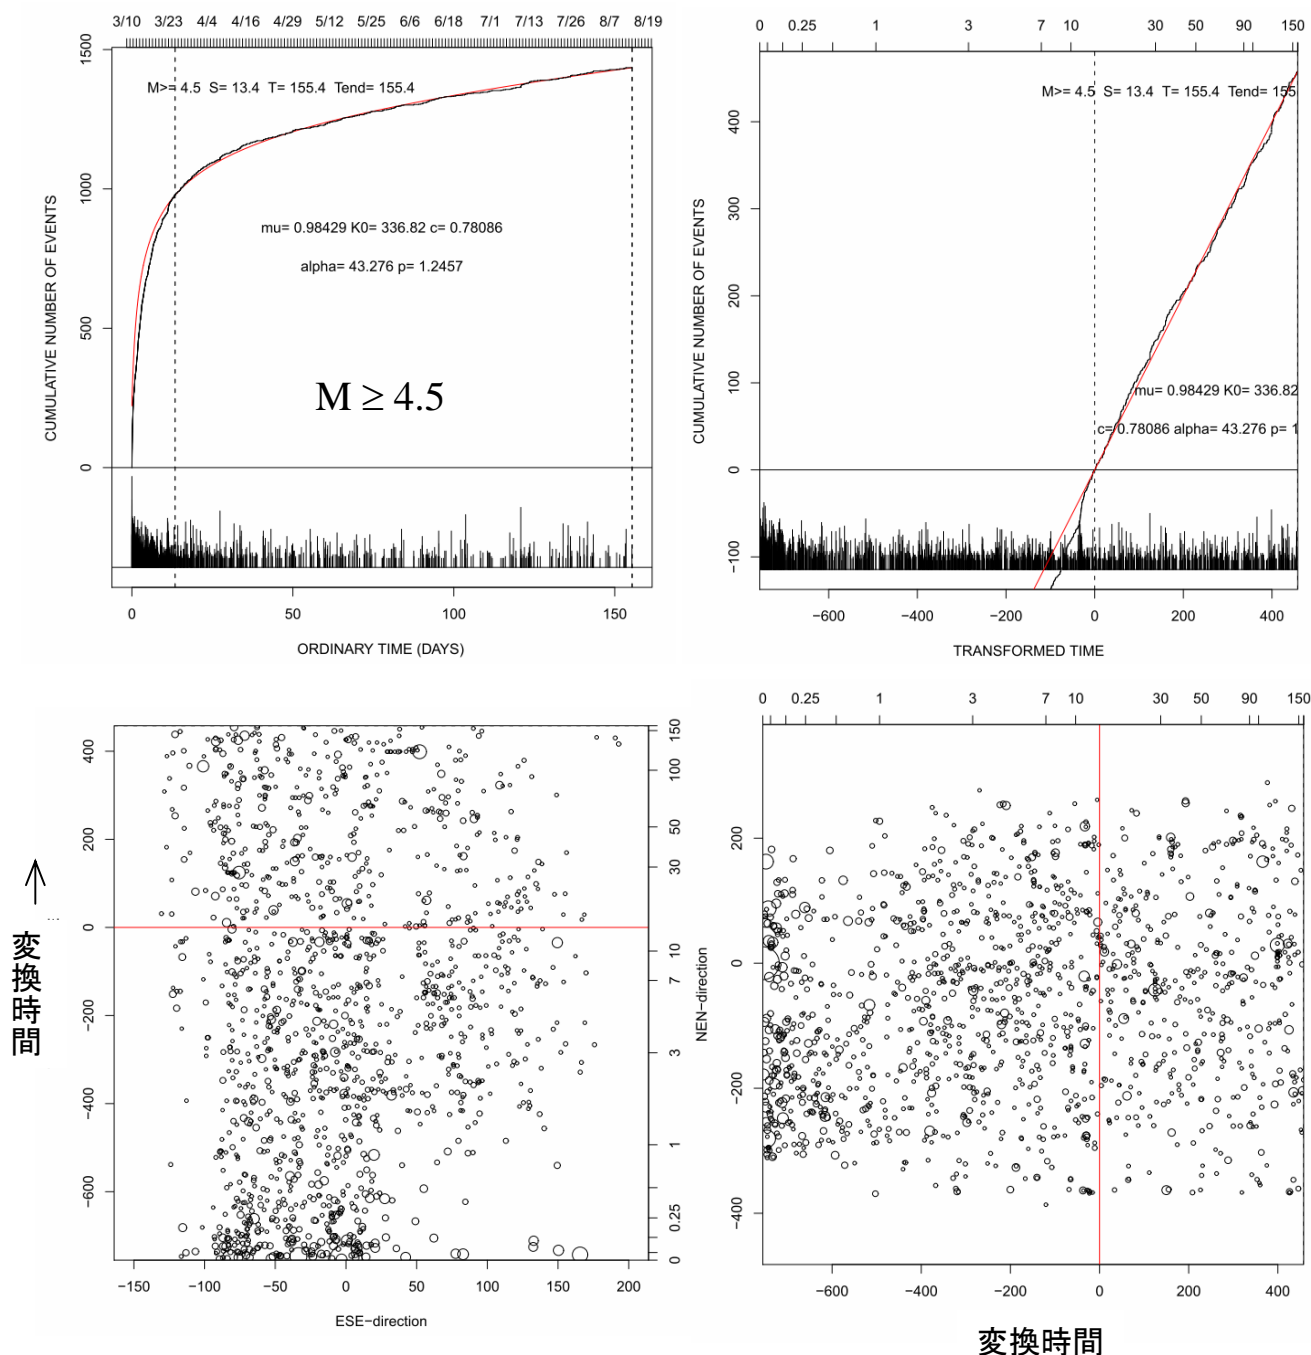 3/10 3/23 4/4 4/16 4/29 5/12 5/25 6/6 6/18 7/1 7/13 7/26 8/7 8/19
M>= 4.5 S= 13.4 T= 155.4 Tend= 155.4
mu= 0.98429 K0= 336.82 c= 0.78086
alpha= 43.276 p= 1.2457
M ≥ 4.5
CUMULATIVE NUMBER OF EVENTS
1500
1000
500
0
0 50 100 150
ORDINARY TIME (DAYS)
0 0.25 1 3 7 10 30 50 90 150
M>= 4.5 S= 13.4 T= 155.4 Tend= 155
mu= 0.98429 K0= 336.82
c= 0.78086 alpha= 43.276 p= 1
CUMULATIVE NUMBER OF EVENTS
400
300
200
100
0
−100
−600 −400 −200 0 200 400
TRANSFORMED TIME
変換時間
...
400
200
0
−200
−400
−600
150
100
50
30
10
7
3
1
0.25
0
−150 −100 −50 0 50 100 150 200
ESE−direction
0 0.25 1 3 7 10 30 50 90 150
NEN−direction
200
0
−200
−400
−600 −400 −200 0 200 400
変換時間